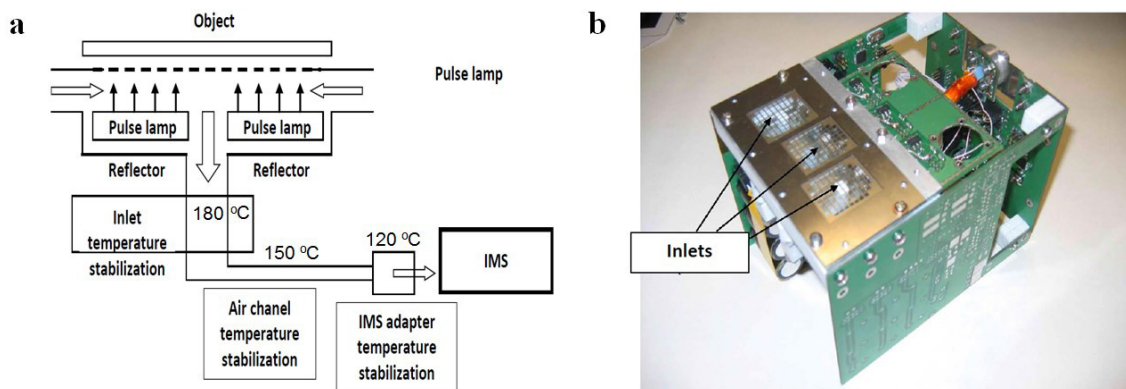 a
Object
Pulse lamp
Pulse lamp
Pulse lamp
Reflector
Reflector
Inlet
temperature
stabilization
180 ºC
150 ºC
120 ºC
IMS
Air chanel
temperature
stabilization
IMS adapter
temperature
stabilization
b
Inlets